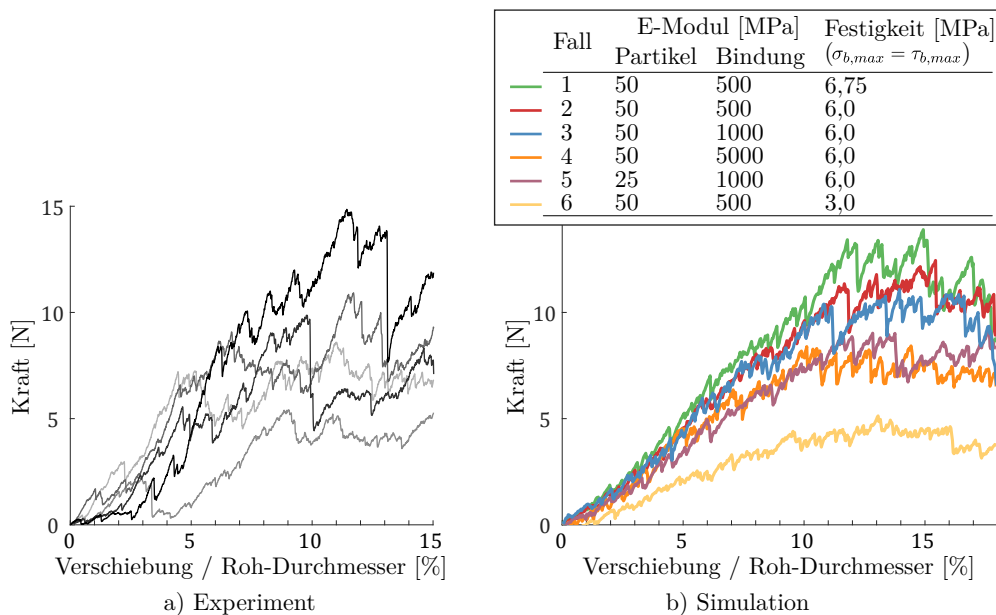 E-Modul [MPa] Festigkeit [MPa]
Fall Partikel Bindung (σb,max = τb,max)
1 50 500 6,75
2 50 500 6,0
3 50 1000 6,0
4 50 5000 6,0
5 25 1000 6,0
6 50 500 3,0
15
10
5
0
Kraft [N]
0 5 10 15
Verschiebung / Roh-Durchmesser [%]
a) Experiment
10
5
0
Kraft [N]
0 5 10 15
Verschiebung / Roh-Durchmesser [%]
b) Simulation